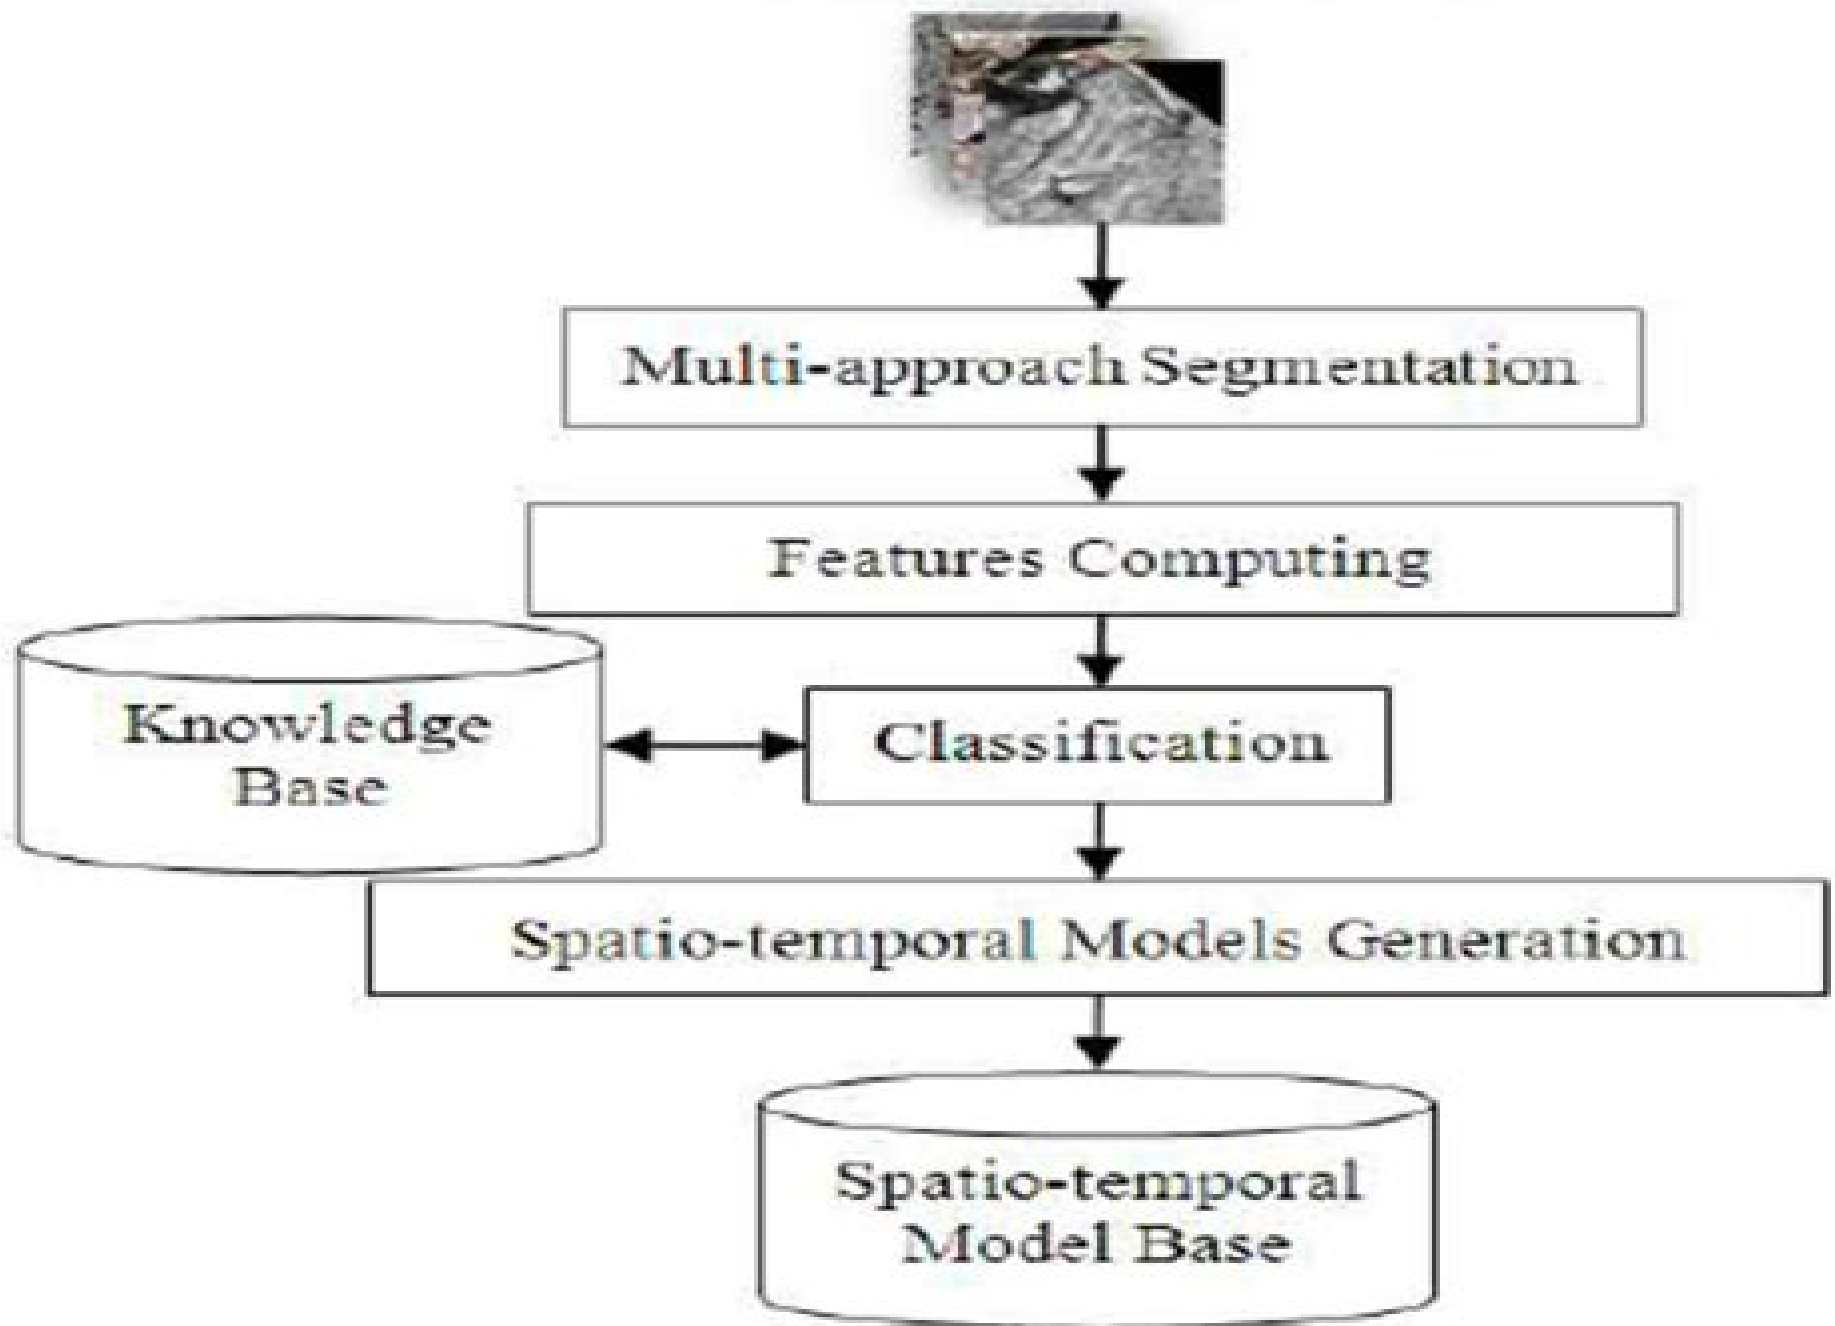 Multi-approach Segmentation
Features Computing
Knowledge
Base
Classification
Spatio-temporal Models Generation
Spatio-temporal
Model Base